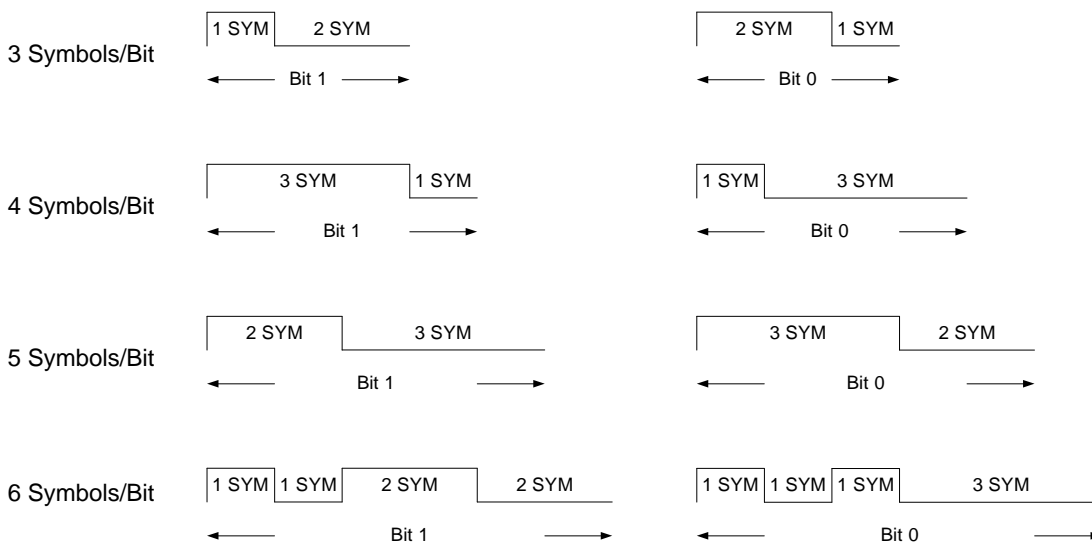 1 SYM 2 SYM 2 SYM 1 SYM
3 Symbols/Bit
Bit 1 Bit 0
3 SYM 1 SYM 1 SYM 3 SYM
4 Symbols/Bit
Bit 1 Bit 0
2 SYM 3 SYM 3 SYM 2 SYM
5 Symbols/Bit
Bit 1 Bit 0
6 Symbols/Bit 1 SYM 1 SYM 2 SYM 2 SYM 1 SYM 1 SYM 1 SYM 3 SYM
Bit 1 Bit 0